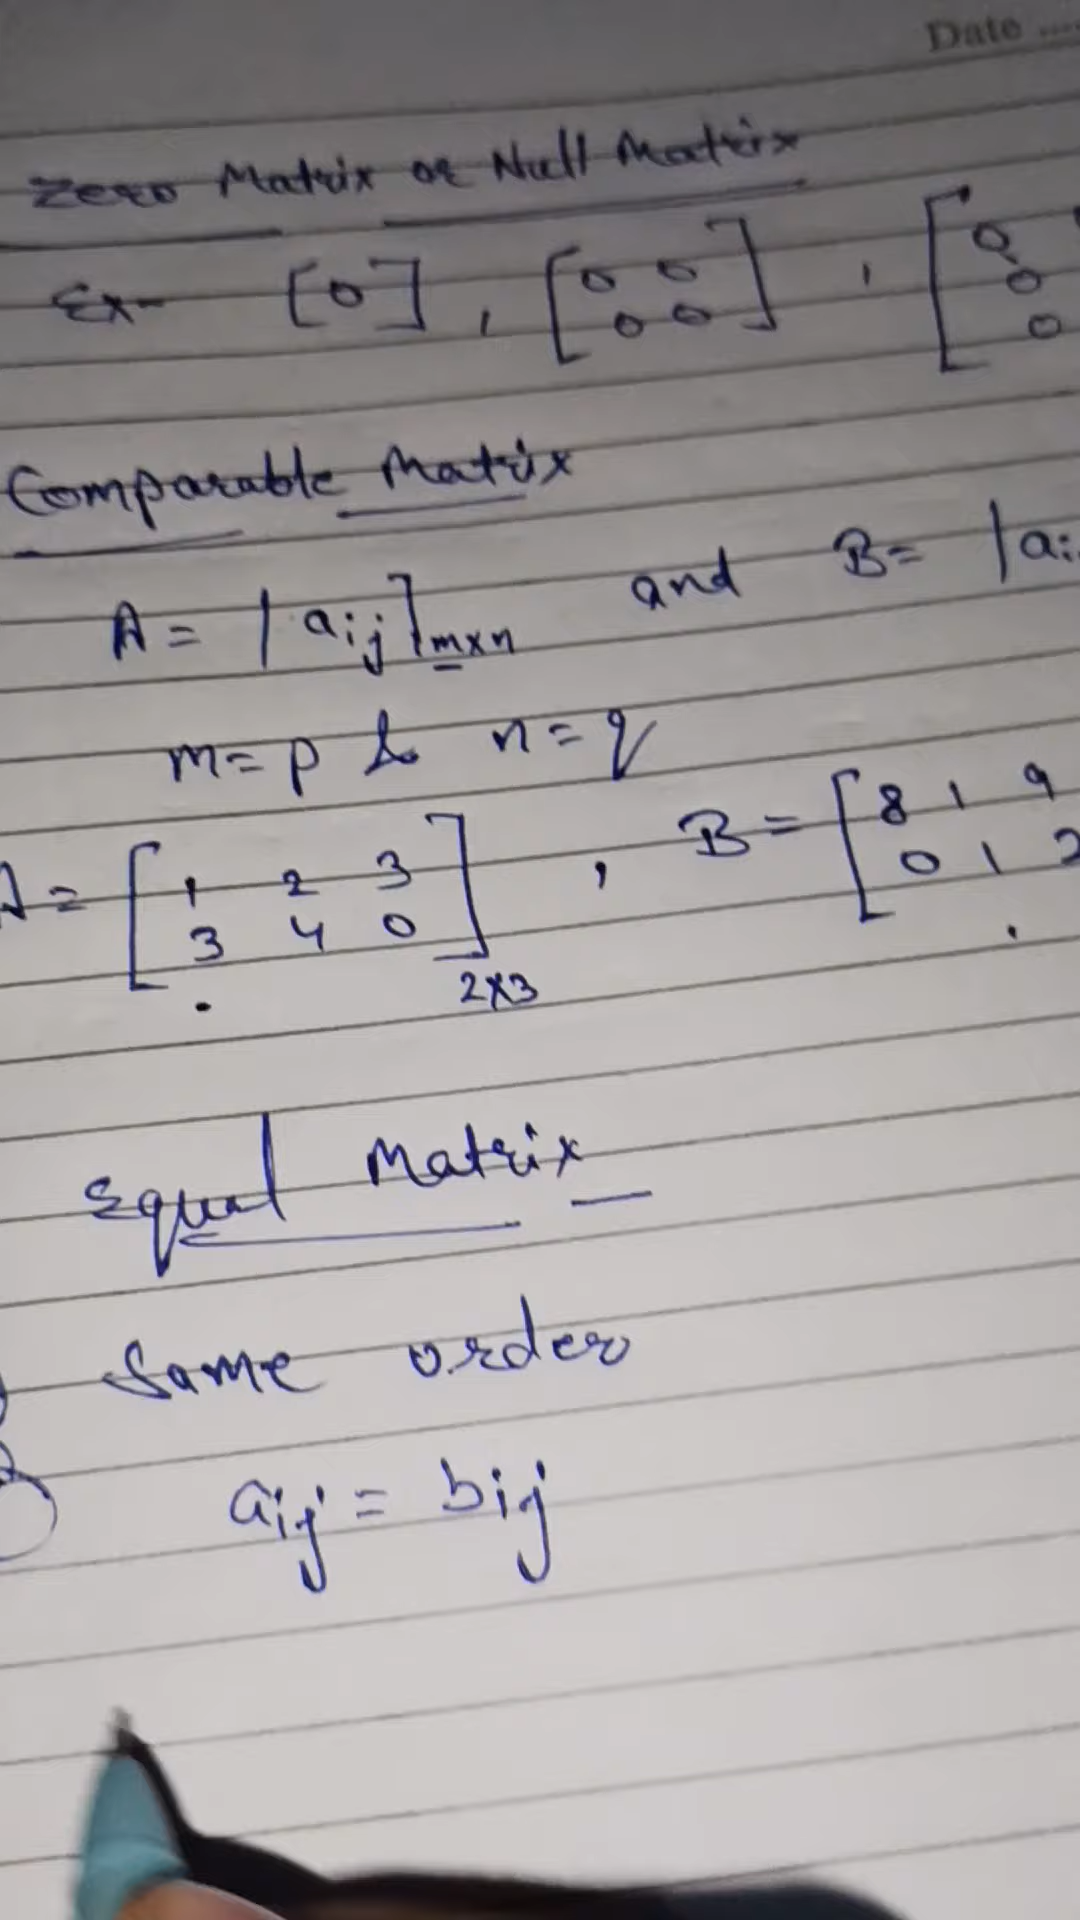 Date ....
Zero Matrix or Null Matrix
Ex- [0] , [0 0
0 0] , [0
0
0
Comparable Matrix
A = [aij]m×n and B = [ai
m=p & n=q
A = [1 2 3
3 4 0]2×3 , B = [8 1 9
0 1 2
Equal Matrix
Same order
aij = bij